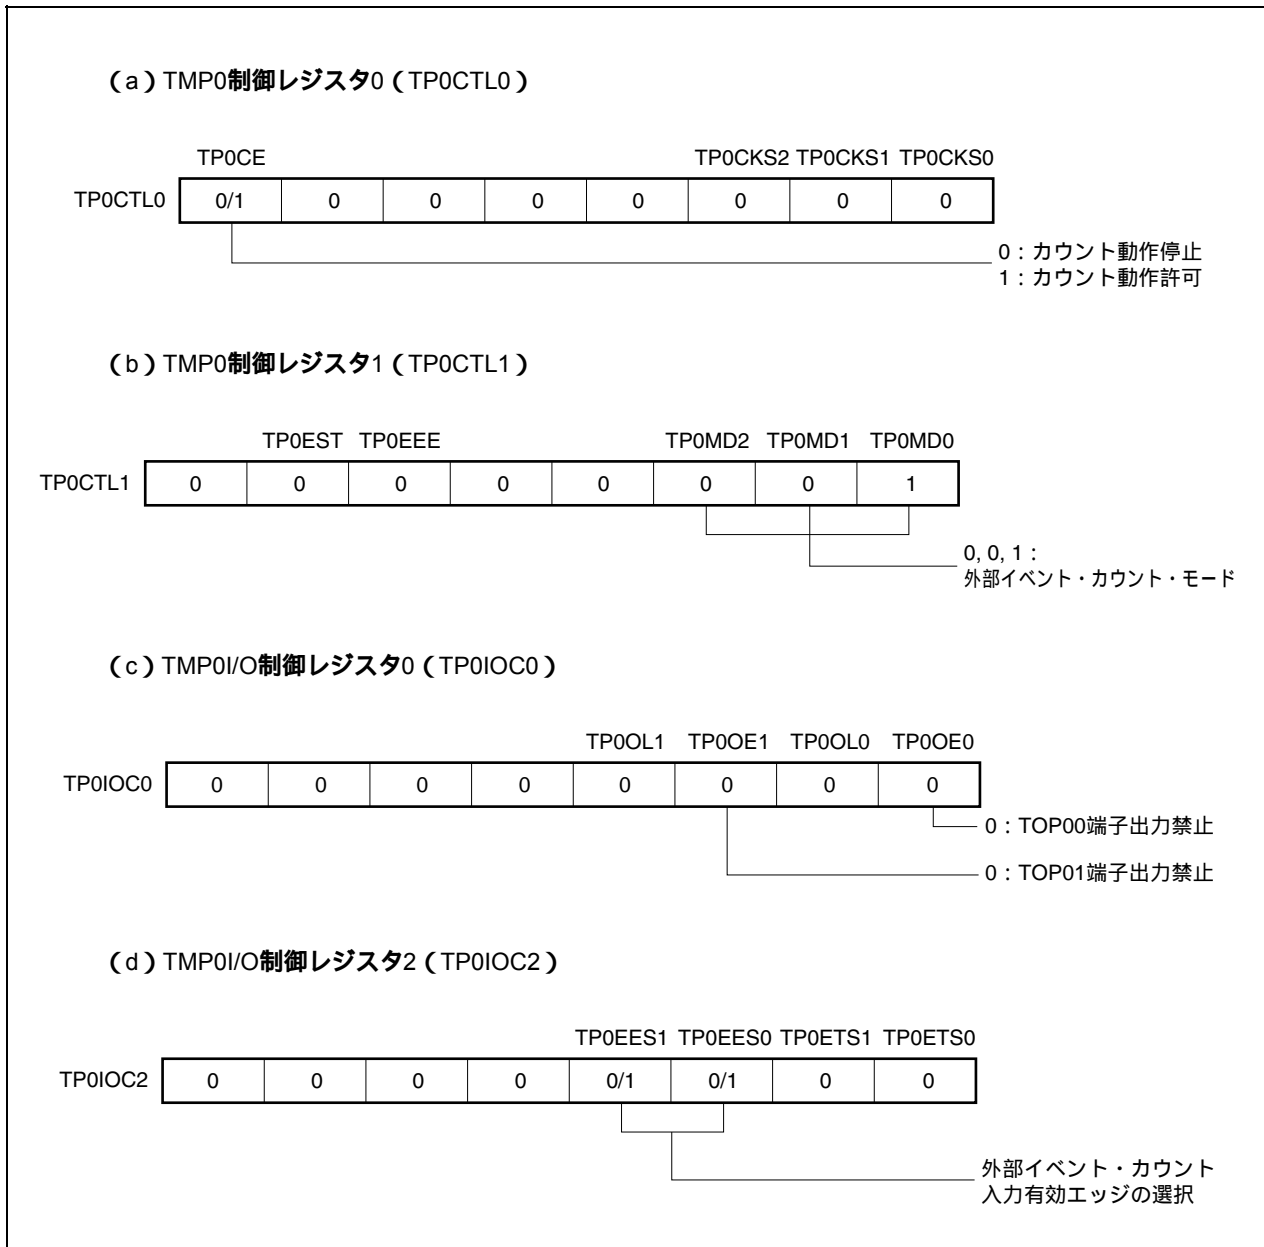 （a）TMP0制御レジスタ0（TP0CTL0）
TP0CE TP0CKS2 TP0CKS1 TP0CKS0
TP0CTL0 0/1 0 0 0 0 0 0 0
0：カウント動作停止
1：カウント動作許可
（b）TMP0制御レジスタ1（TP0CTL1）
TP0EST TP0EEE TP0MD2 TP0MD1 TP0MD0
TP0CTL1 0 0 0 0 0 0 0 1
0, 0, 1：
外部イベント・カウント・モード
（c）TMP0I/O制御レジスタ0（TP0IOC0）
TP0OL1 TP0OE1 TP0OL0 TP0OE0
TP0IOC0 0 0 0 0 0 0 0 0
0：TOP00端子出力禁止
0：TOP01端子出力禁止
（d）TMP0I/O制御レジスタ2（TP0IOC2）
TP0EES1 TP0EES0 TP0ETS1 TP0ETS0
TP0IOC2 0 0 0 0 0/1 0/1 0 0
外部イベント・カウント
入力有効エッジの選択